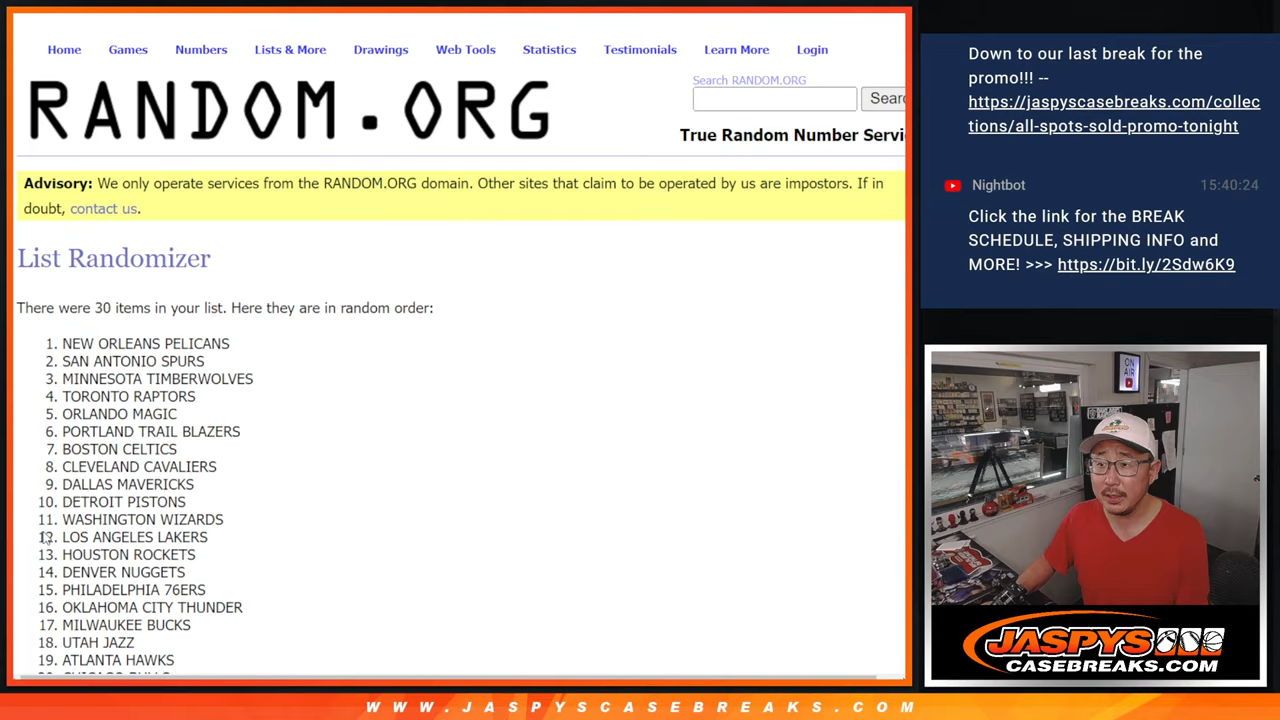 Home Games Numbers Lists & More Drawings Web Tools Statistics Testimonials Learn More Login
RANDOM.ORG
Search RANDOM.ORG
Searc
True Random Number Servi
Advisory: We only operate services from the RANDOM.ORG domain. Other sites that claim to be operated by us are impostors. If in
doubt, contact us.
List Randomizer
There were 30 items in your list. Here they are in random order:
1. NEW ORLEANS PELICANS
2. SAN ANTONIO SPURS
3. MINNESOTA TIMBERWOLVES
4. TORONTO RAPTORS
5. ORLANDO MAGIC
6. PORTLAND TRAIL BLAZERS
7. BOSTON CELTICS
8. CLEVELAND CAVALIERS
9. DALLAS MAVERICKS
10. DETROIT PISTONS
11. WASHINGTON WIZARDS
12. LOS ANGELES LAKERS
13. HOUSTON ROCKETS
14. DENVER NUGGETS
15. PHILADELPHIA 76ERS
16. OKLAHOMA CITY THUNDER
17. MILWAUKEE BUCKS
18. UTAH JAZZ
19. ATLANTA HAWKS
Down to our last break for the
promo!!! --
https://jaspyscasebreaks.com/collec
tions/all-spots-sold-promo-tonight
Nightbot 15:40:24
Click the link for the BREAK
SCHEDULE, SHIPPING INFO and
MORE! >>> https://bit.ly/2Sdw6K9
ON
AIR
JASPYS
CASEBREAKS.COM
WWW.JASPYSCASEBREAKS.COM